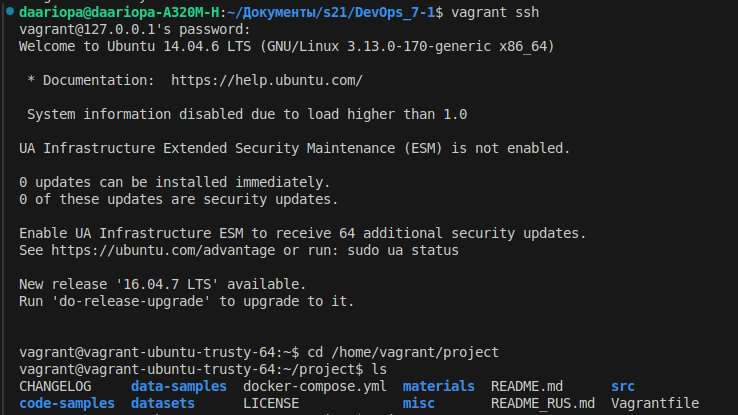 daariopa@daariopa-A320M-H:~/Документы/s21/DevOps_7-1$ vagrant ssh
vagrant@127.0.0.1's password:
Welcome to Ubuntu 14.04.6 LTS (GNU/Linux 3.13.0-170-generic x86_64)
* Documentation:  https://help.ubuntu.com/
System information disabled due to load higher than 1.0
UA Infrastructure Extended Security Maintenance (ESM) is not enabled.
0 updates can be installed immediately.
0 of these updates are security updates.
Enable UA Infrastructure ESM to receive 64 additional security updates.
See https://ubuntu.com/advantage or run: sudo ua status
New release '16.04.7 LTS' available.
Run 'do-release-upgrade' to upgrade to it.
vagrant@vagrant-ubuntu-trusty-64:~$ cd /home/vagrant/project
vagrant@vagrant-ubuntu-trusty-64:~/project$ ls
CHANGELOG     data-samples  docker-compose.yml  materials  README.md      src
code-samples  datasets      LICENSE             misc       README_RUS.md  Vagrantfile